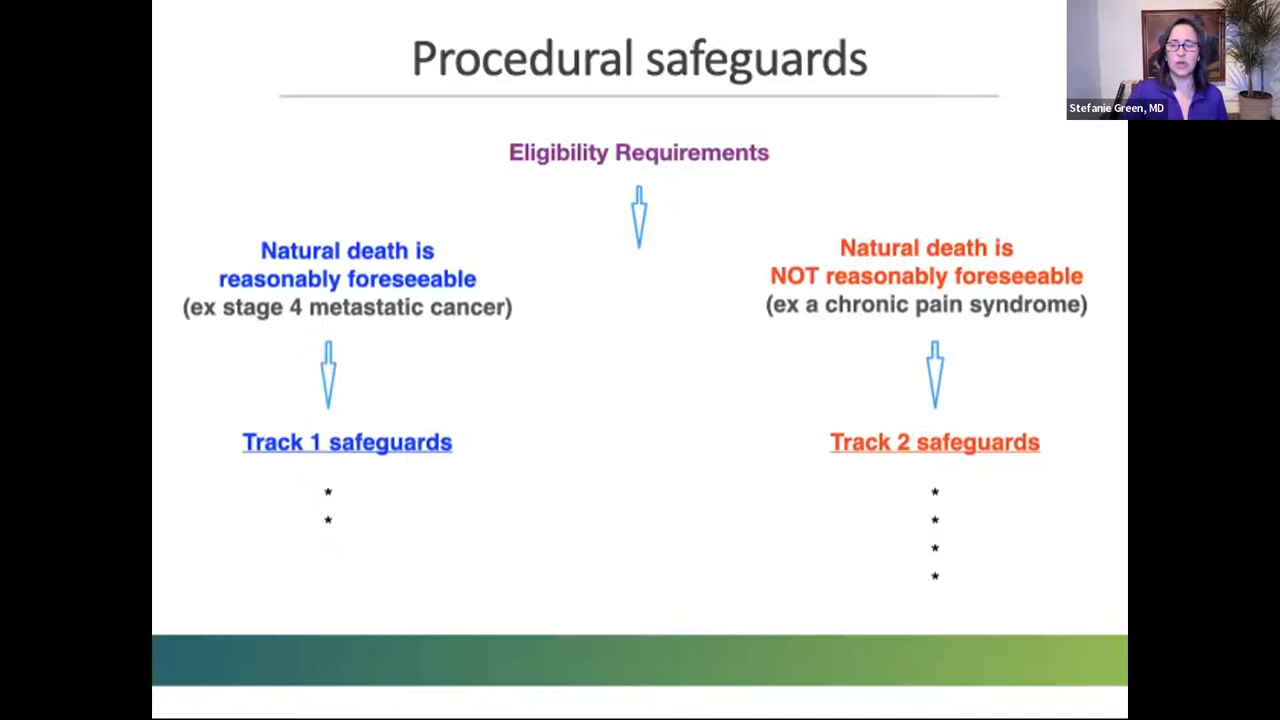 Procedural safeguards
Stefanie Green, MD
Eligibility Requirements
Natural death is
reasonably foreseeable
(ex stage 4 metastatic cancer)
Natural death is
NOT reasonably foreseeable
(ex a chronic pain syndrome)
Track 1 safeguards
*
*
Track 2 safeguards
*
*
*
*